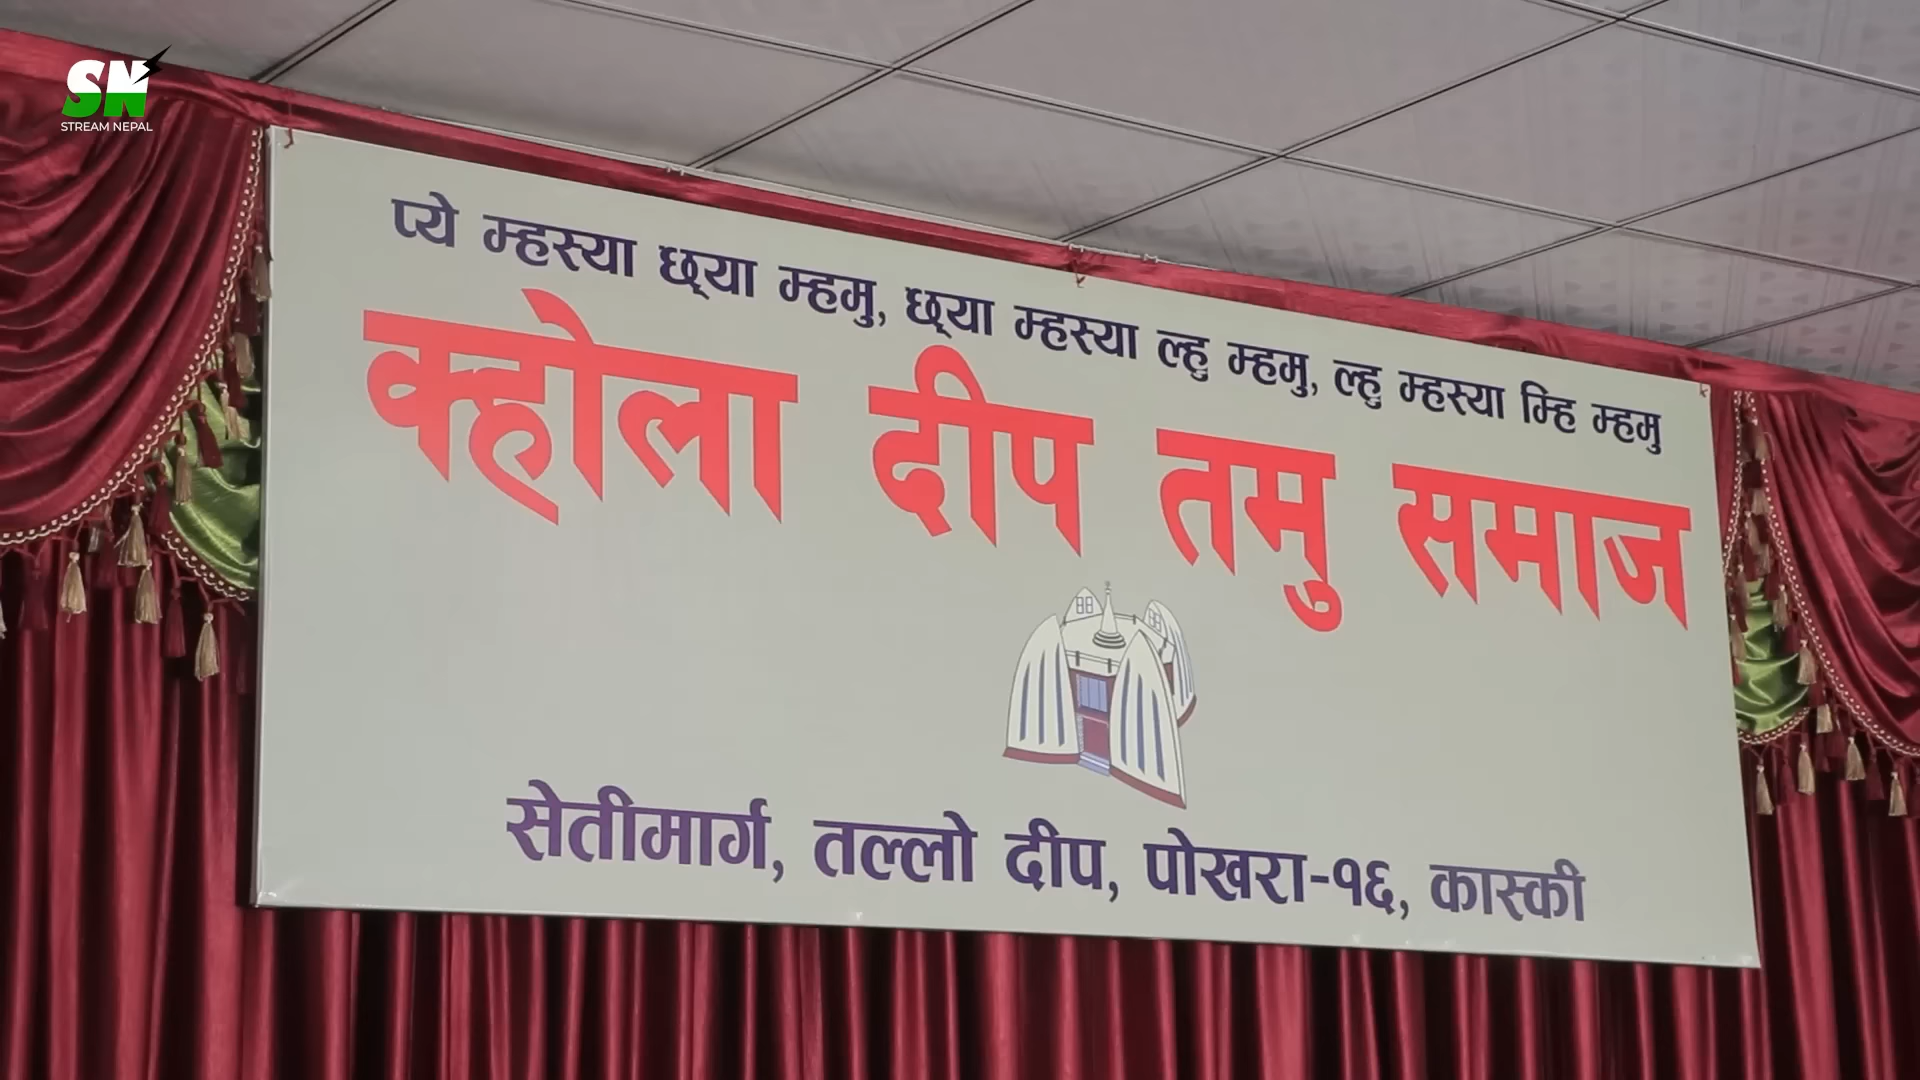 SN
STREAM NEPAL
प्ये म्हस्या छ्या म्हमु, छ्या म्हस्या ल्हु म्हमु, ल्हु म्हस्या म्हि म्हमु
क्होला दीप तमु समाज
सेतीमार्ग, तल्लो दीप, पोखरा-१६, कास्की